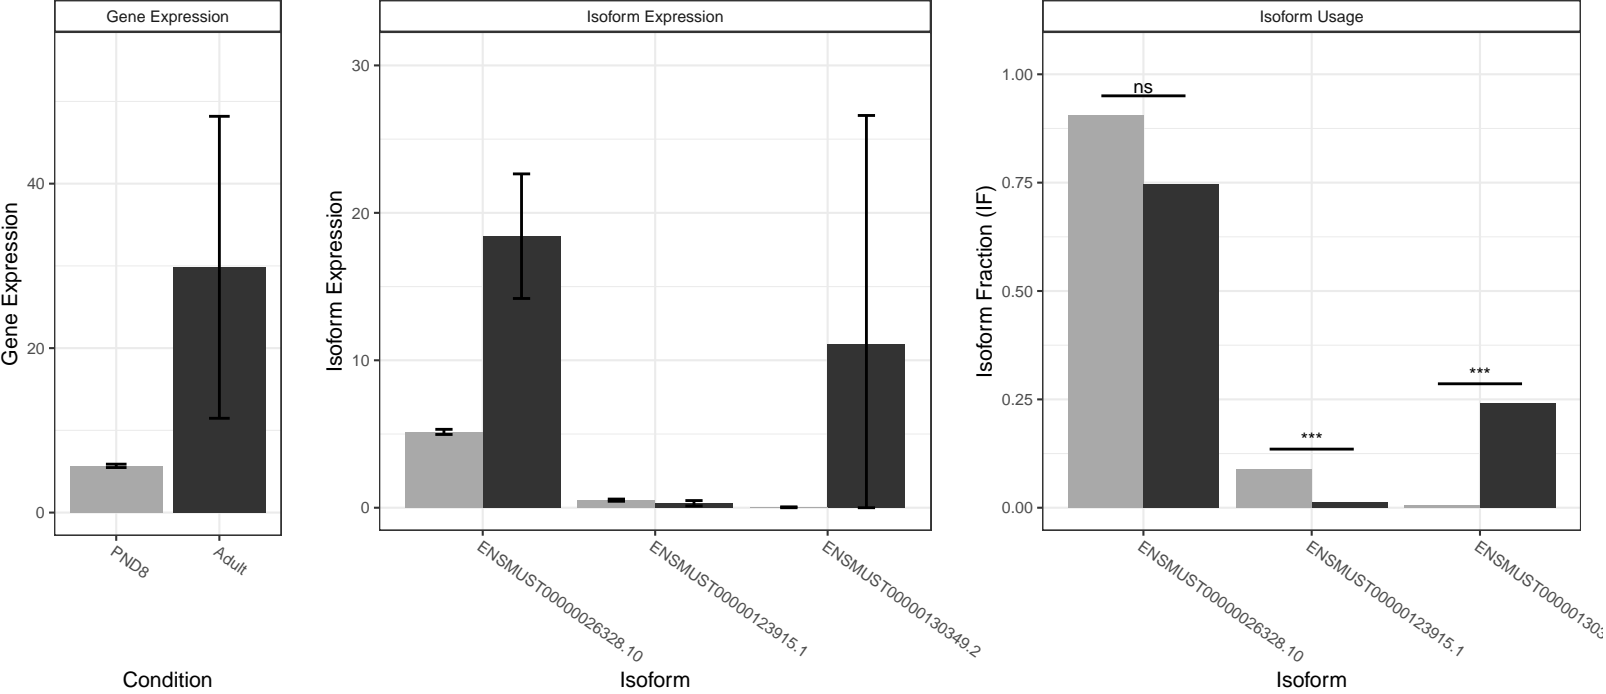 Gene Expression
Isoform Expression
Isoform Usage
Gene Expression
40
20
0
PND8
Adult
Condition
Isoform Expression
30
20
10
0
ENSMUST00000026328.10
ENSMUST00000123915.1
ENSMUST00000130349.2
Isoform
Isoform Fraction (IF)
1.00
0.75
0.50
0.25
0.00
ns
***
***
ENSMUST00000026328.10
ENSMUST00000123915.1
ENSMUST000001303
Isoform